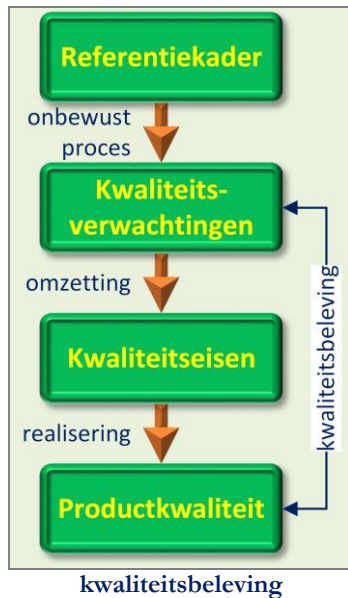 Referentiekader
onbewust
proces
Kwaliteits-
verwachtingen
omzetting
Kwaliteitseisen
realisering
Productkwaliteit
kwaliteitsbeleving
kwaliteitsbeleving